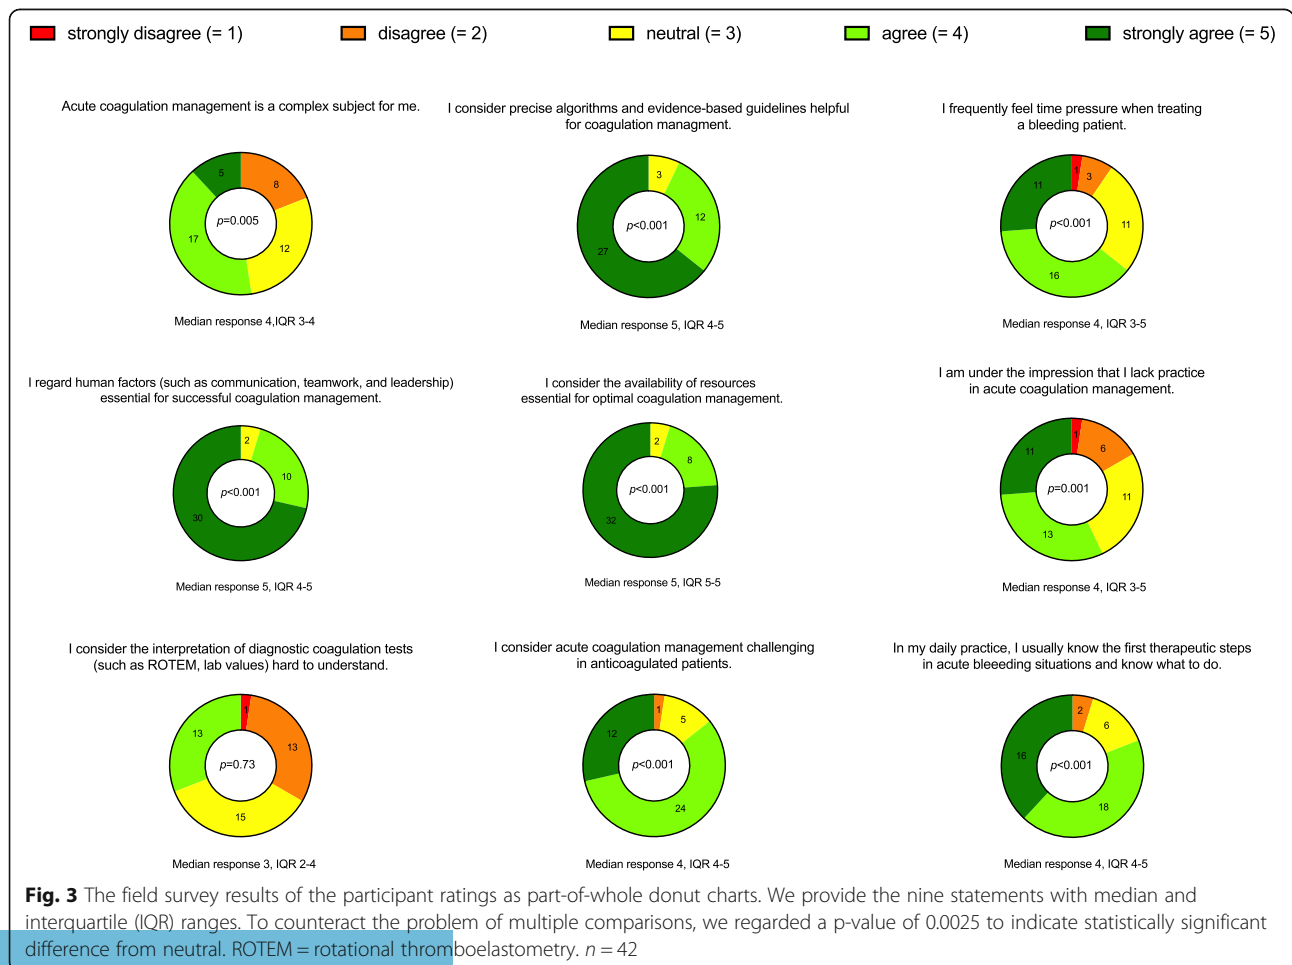 strongly disagree (= 1)
disagree (= 2)
neutral (= 3)
agree (= 4)
strongly agree (= 5)
Acute coagulation management is a complex subject for me.
5
8
p=0.005
17
12
Median response 4,IQR 3-4
I consider precise algorithms and evidence-based guidelines helpful
for coagulation managment.
3
12
p<0.001
27
Median response 5, IQR 4-5
I frequently feel time pressure when treating
a bleeding patient.
1
3
11
p<0.001
11
16
Median response 4, IQR 3-5
I regard human factors (such as communication, teamwork, and leadership)
essential for successful coagulation management.
2
10
p<0.001
30
Median response 5, IQR 4-5
I consider the availability of resources
essential for optimal coagulation management.
2
8
p<0.001
32
Median response 5, IQR 5-5
I am under the impression that I lack practice
in acute coagulation management.
1
6
11
p=0.001
11
13
Median response 4, IQR 3-5
I consider the interpretation of diagnostic coagulation tests
(such as ROTEM, lab values) hard to understand.
1
13
13
p=0.73
15
Median response 3, IQR 2-4
I consider acute coagulation management challenging
in anticoagulated patients.
1
5
12
p<0.001
24
Median response 4, IQR 4-5
In my daily practice, I usually know the first therapeutic steps
in acute bleeeding situations and know what to do.
2
6
16
p<0.001
18
Median response 4, IQR 4-5
Fig. 3 The field survey results of the participant ratings as part-of-whole donut charts. We provide the nine statements with median and
interquartile (IQR) ranges. To counteract the problem of multiple comparisons, we regarded a p-value of 0.0025 to indicate statistically significant
difference from neutral. ROTEM = rotational thromboelastometry. n = 42